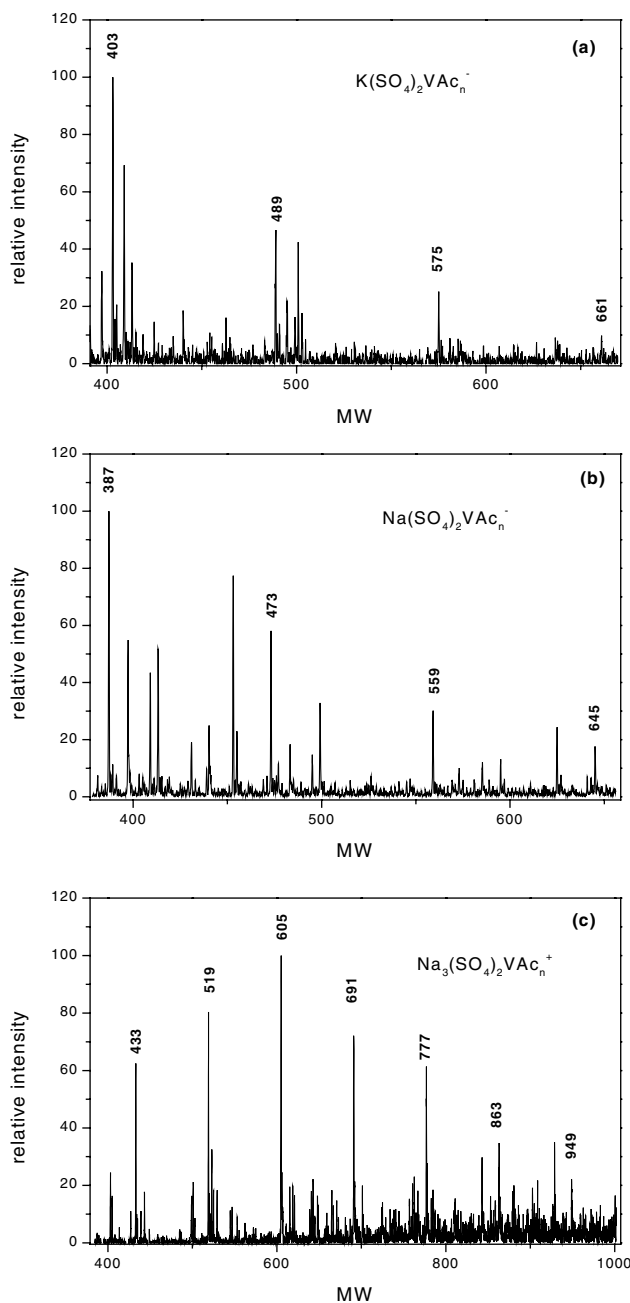 (a)
K(SO₄)₂VAcₙ⁻
403
489
575
661
120
100
80
60
40
20
0
relative intensity
400 500 600
MW
(b)
Na(SO₄)₂VAcₙ⁻
387
473
559
645
120
100
80
60
40
20
0
relative intensity
400 500 600
MW
(c)
Na₃(SO₄)₂VAcₙ⁺
433
519
605
691
777
863
949
120
100
80
60
40
20
0
relative intensity
400 600 800 1000
MW